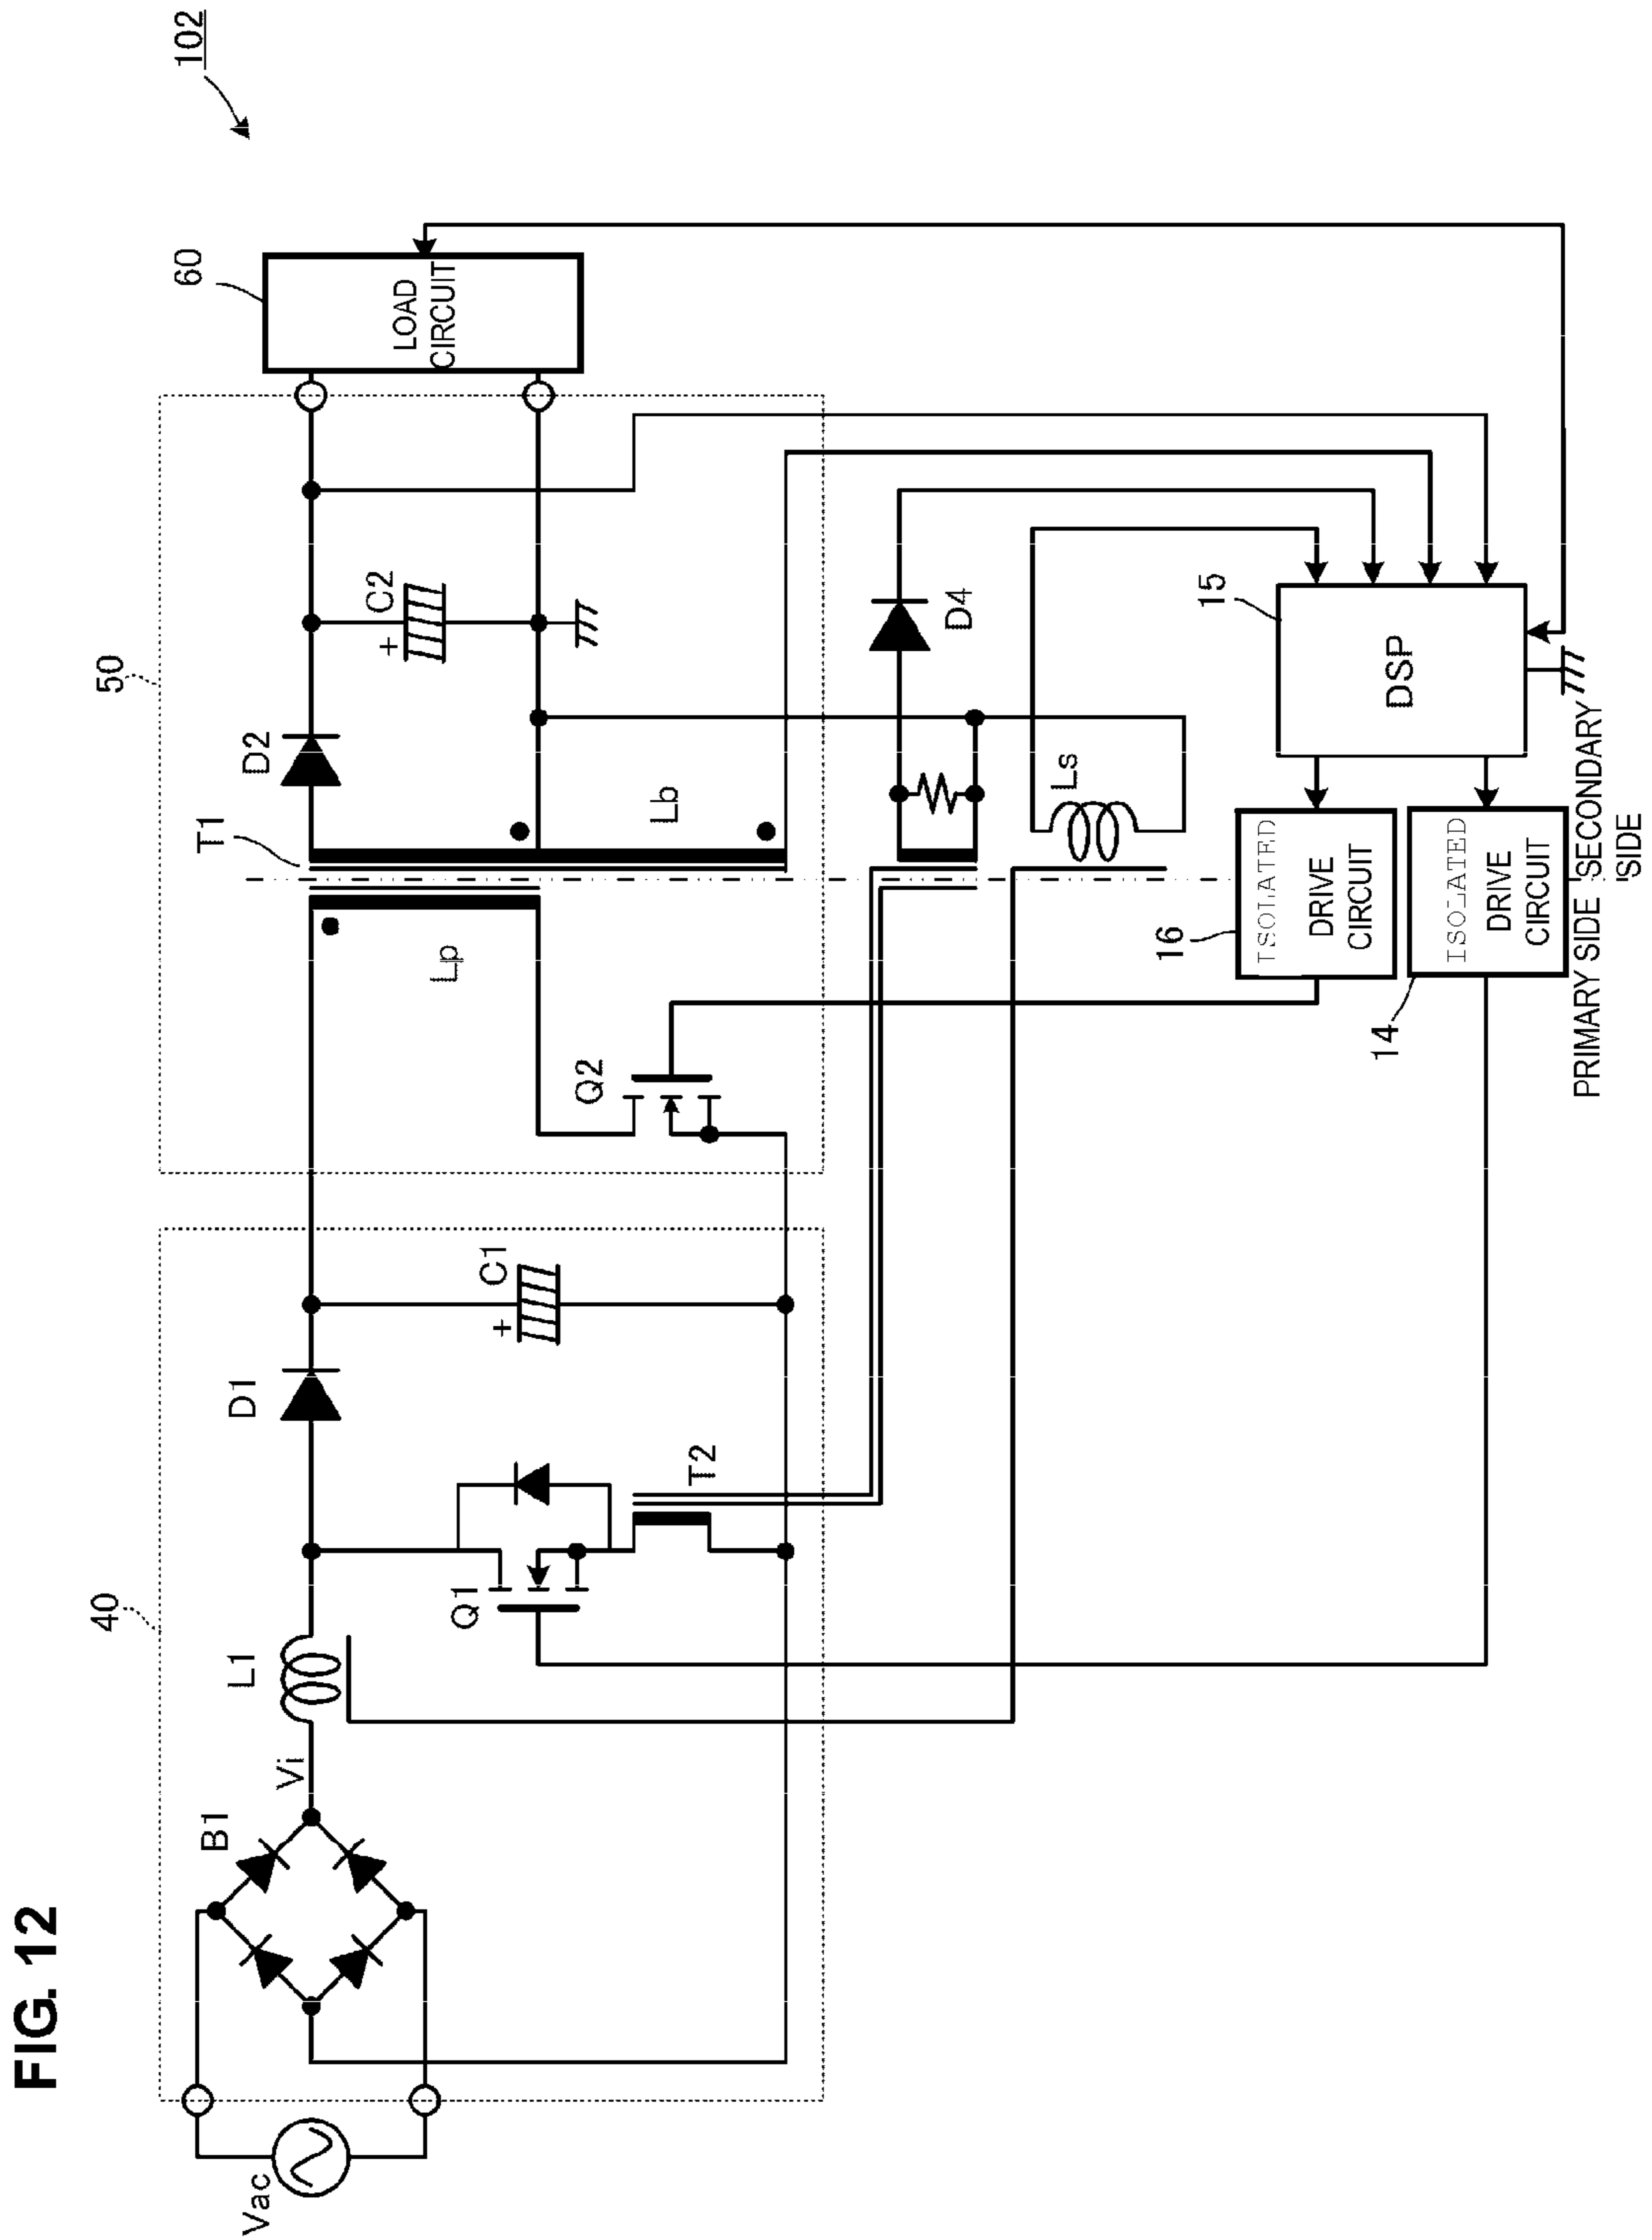 FIG. 12
102
40
50
60
Vac
B1
Vi
L1
D1
C1
+
Q1
T2
Q2
Lp
T1
D2
Lb
C2
+
LOAD
CIRCUIT
D4
Ls
15
DSP
16
ISOLATED
DRIVE
CIRCUIT
14
ISOLATED
DRIVE
CIRCUIT
PRIMARY SIDE
SECONDARY
SIDE